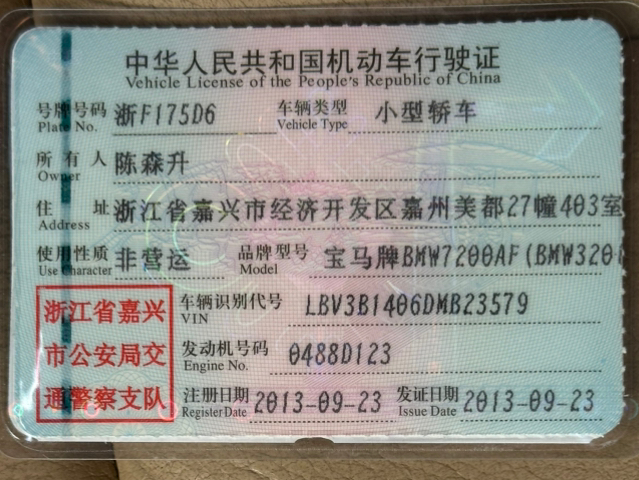 中华人民共和国机动车行驶证
Vehicle License of the People's Republic of China
号牌号码 浙F175D6 车辆类型 小型轿车
Plate No. Vehicle Type
所有人 陈森升
Owner
住址 浙江省嘉兴市经济开发区嘉州美都27幢403室
Address
使用性质 非营运 品牌型号 宝马牌BMW7200AF(BMW320
Use Character Model
浙江省嘉兴
市公安局交
通警察支队
车辆识别代号 LBV3B1406DMB23579
VIN
发动机号码 0488D123
Engine No.
注册日期 2013-09-23 发证日期 2013-09-23
Register Date Issue Date